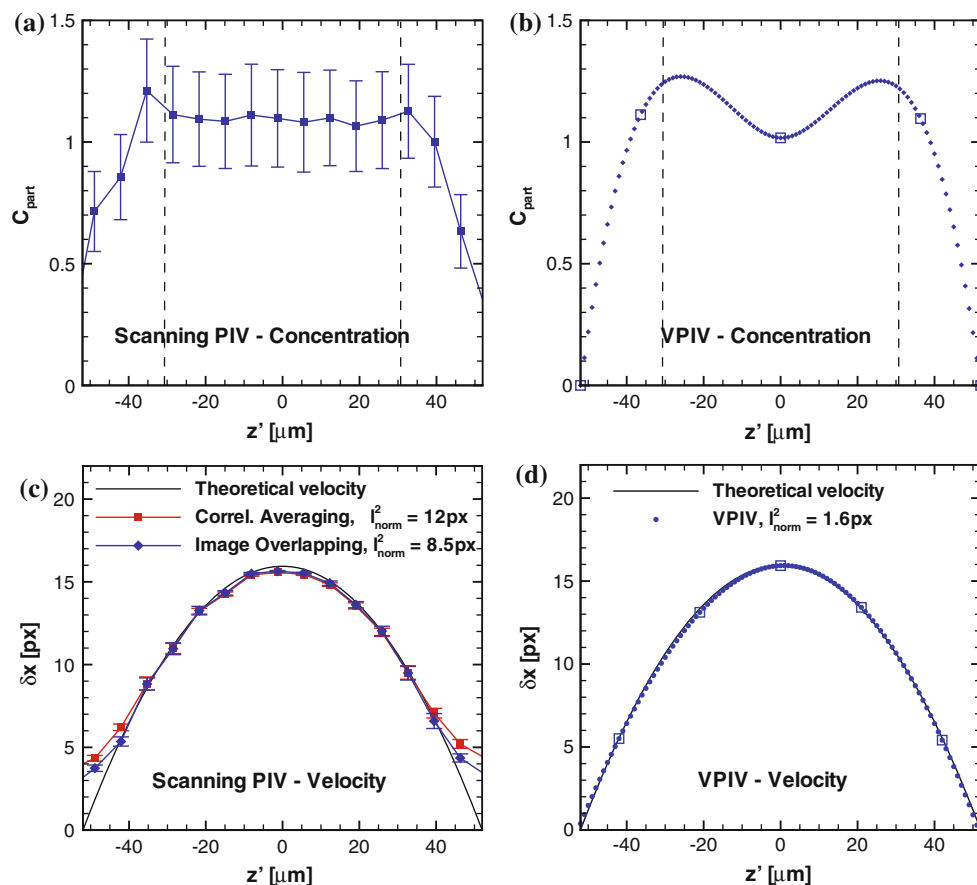 (a)
1.5
1
0.5
0
C_part
-40 -20 0 20 40
z' [μm]
Scanning PIV - Concentration
(b)
1.5
1
0.5
0
C_part
-40 -20 0 20 40
z' [μm]
VPIV - Concentration
(c)
20
15
10
5
0
δx [px]
Theoretical velocity
Correl. Averaging, l²_norm = 12px
Image Overlapping, l²_norm = 8.5px
Scanning PIV - Velocity
-40 -20 0 20 40
z' [μm]
(d)
20
15
10
5
0
δx [px]
Theoretical velocity
VPIV, l²_norm = 1.6px
VPIV - Velocity
-40 -20 0 20 40
z' [μm]